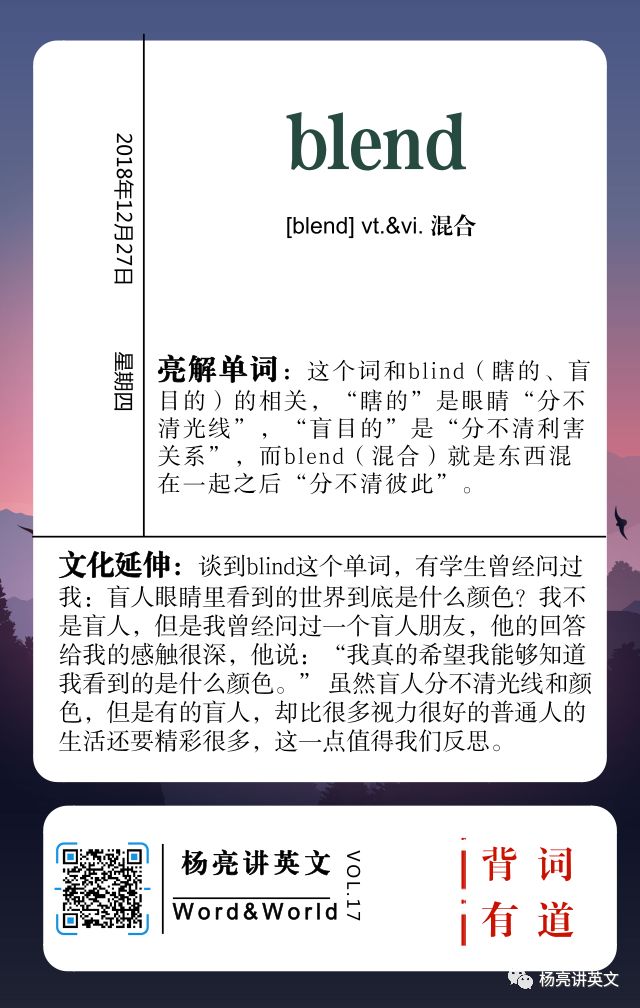 blend
[blend] vt.&vi. 混合
2018年12月27日
星期四
亮解单词：这个词和blind（瞎的、盲
目的）的相关，“瞎的”是眼睛“分不
清光线”，“盲目的”是“分不清利害
关系”，而blend（混合）就是东西混
在一起之后“分不清彼此”。
文化延伸：谈到blind这个单词，有学生曾经问过
我：盲人眼睛里看到的世界到底是什么颜色？我不
是盲人，但是我曾经问过一个盲人朋友，他的回答
给我的感触很深，他说：“我真的希望我能够知道
我看到的是什么颜色。” 虽然盲人分不清光线和颜
色，但是有的盲人，却比很多视力很好的普通人的
生活还要精彩很多，这一点值得我们反思。
杨亮讲英文
Word&World
VOL.17
背词
有道
杨亮讲英文